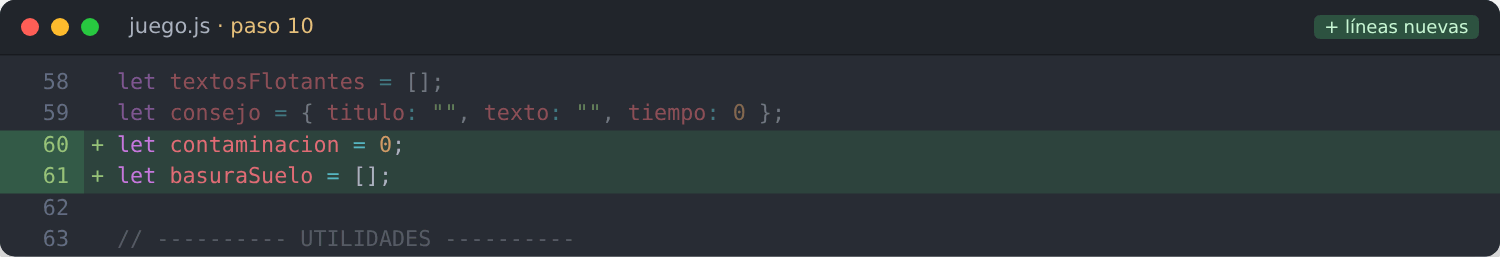 juego.js · paso 10
+ líneas nuevas
58 let textosFlotantes = [];
59 let consejo = { titulo: "", texto: "", tiempo: 0 };
60 + let contaminacion = 0;
61 + let basuraSuelo = [];
62
63 // ---------- UTILIDADES ----------